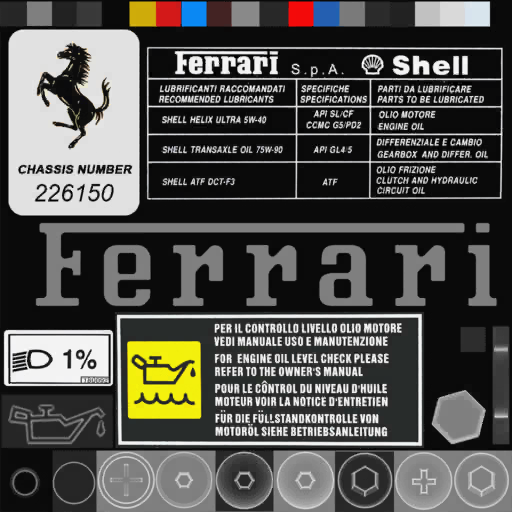 Ferrari S.p.A. Shell
LUBRIFICANTI RACCOMANDATI
RECOMMENDED LUBRICANTS
SPECIFICHE
SPECIFICATIONS
PARTI DA LUBRIFICARE
PARTS TO BE LUBRICATED
SHELL HELIX ULTRA 5W-40
API SL/CF
CCMC G5/PD2
OLIO MOTORE
ENGINE OIL
SHELL TRANSAXLE OIL 75W-90
API GL4-5
DIFFERENZIALE E CAMBIO
GEARBOX AND DIFFER. OIL
SHELL ATF DCT-F3
ATF
OLIO FRIZIONE
CLUTCH AND HYDRAULIC
CIRCUIT OIL
CHASSIS NUMBER
226150
Ferrari
1%
PER IL CONTROLLO LIVELLO OLIO MOTORE
VEDI MANUALE USO E MANUTENZIONE
FOR ENGINE OIL LEVEL CHECK PLEASE
REFER TO THE OWNER'S MANUAL
POUR LE CÔNTROL DU NIVEAU D'HUILE
MOTEUR VOIR LA NOTICE D'ENTRETIEN
FÜR DIE FÜLLSTANDKONTROLLE VON
MOTORÖL SIEHE BETRIEBSANLEITUNG